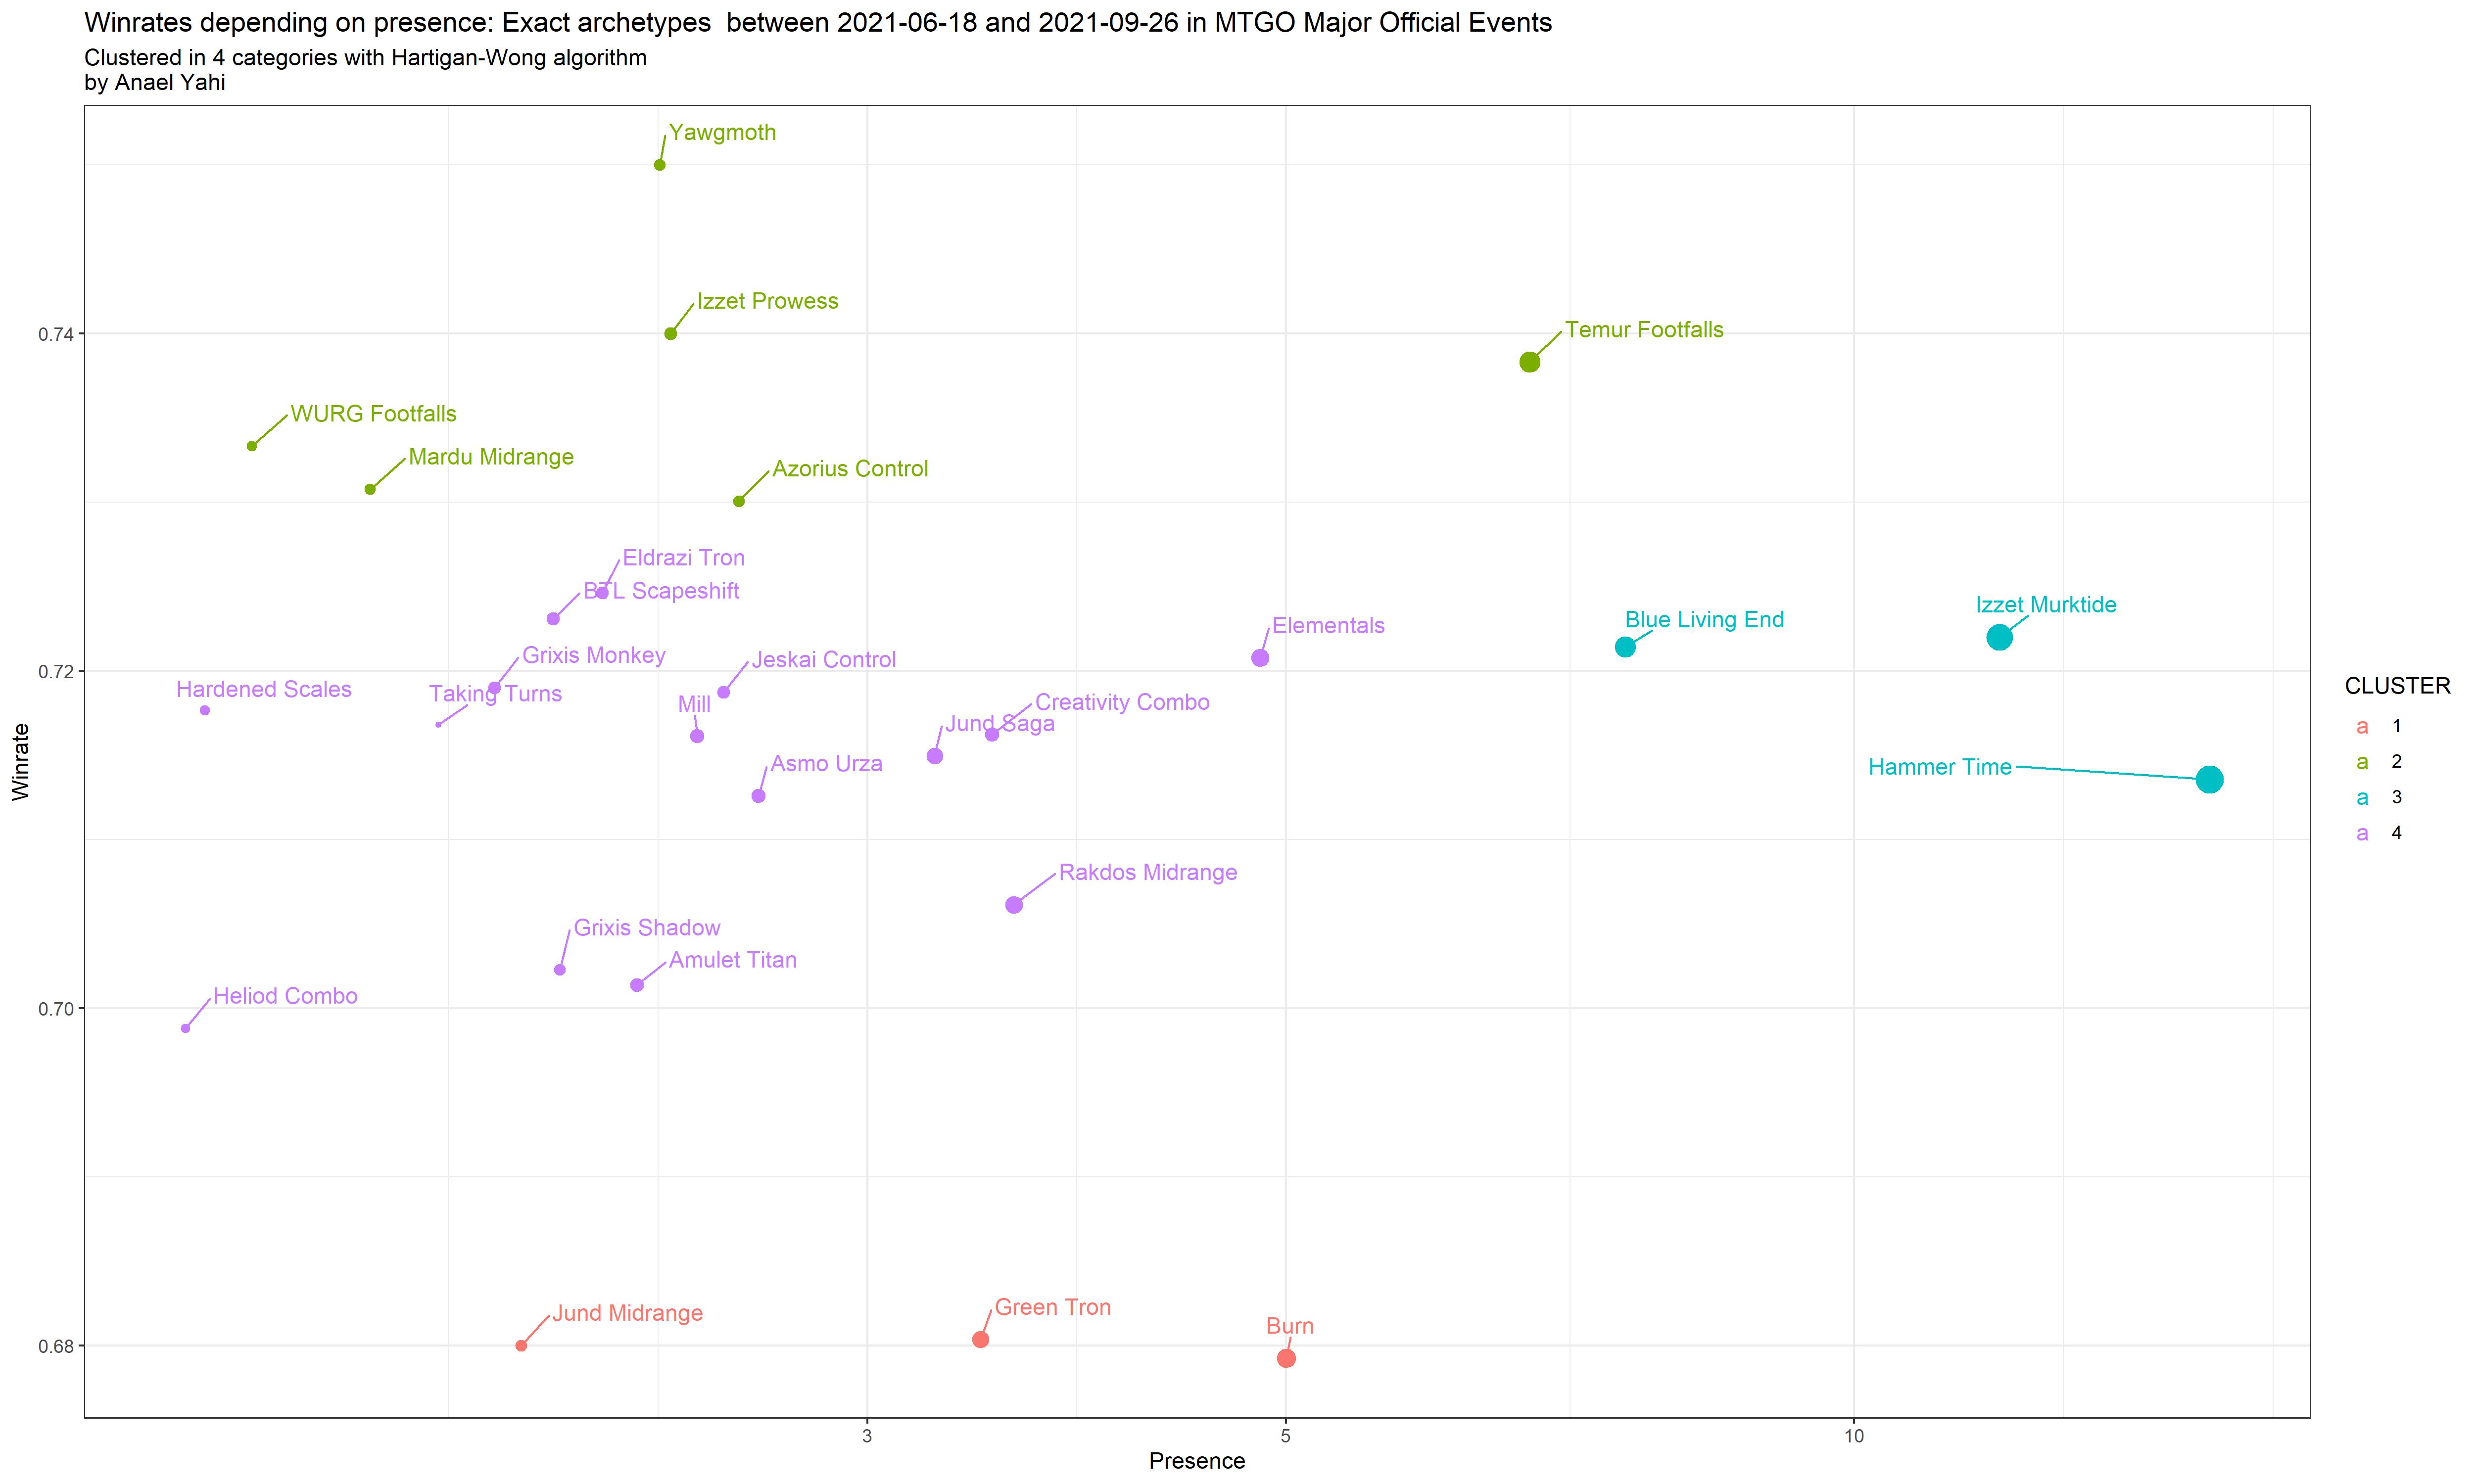 Winrates depending on presence: Exact archetypes  between 2021-06-18 and 2021-09-26 in MTGO Major Official Events
Clustered in 4 categories with Hartigan-Wong algorithm
by Anael Yahi
Yawgmoth
Izzet Prowess
Temur Footfalls
0.74
WURG Footfalls
Mardu Midrange
Azorius Control
Eldrazi Tron
BTL Scapeshift
Izzet Murktide
Blue Living End
Elementals
Grixis Monkey
Jeskai Control
0.72
Hardened Scales
Taking Turns
Mill
Creativity Combo
Jund Saga
Asmo Urza
Hammer Time
Rakdos Midrange
Grixis Shadow
Amulet Titan
Heliod Combo
0.70
Green Tron
Jund Midrange
Burn
0.68
Winrate
3
5
10
Presence
CLUSTER
a 1
a 2
a 3
a 4